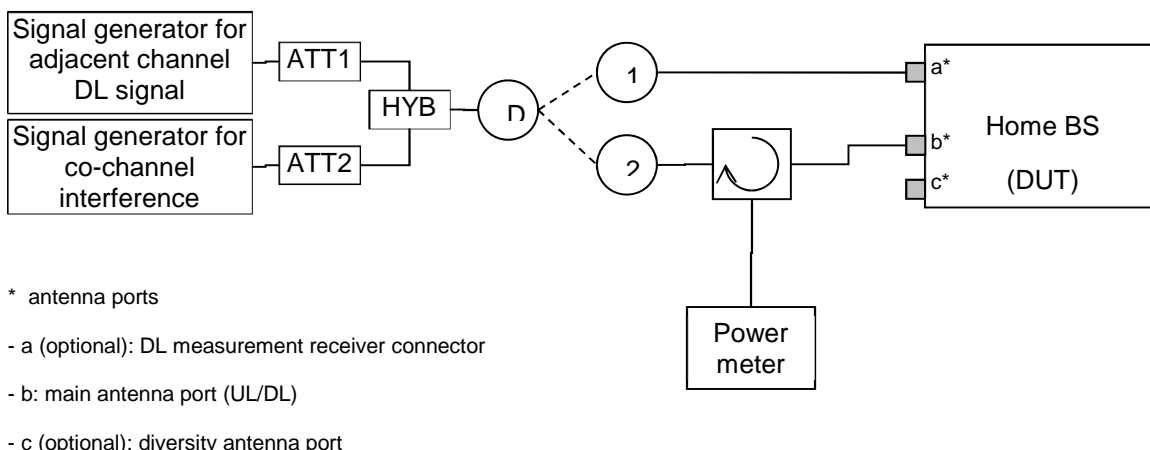 Signal generator for
adjacent channel
DL signal
ATT1
HYB
Signal generator for
co-channel
interference
ATT2
D
1
2
a*
b*
c*
Home BS
(DUT)
Power
meter
* antenna ports
- a (optional): DL measurement receiver connector
- b: main antenna port (UL/DL)
- c (optional): diversity antenna port